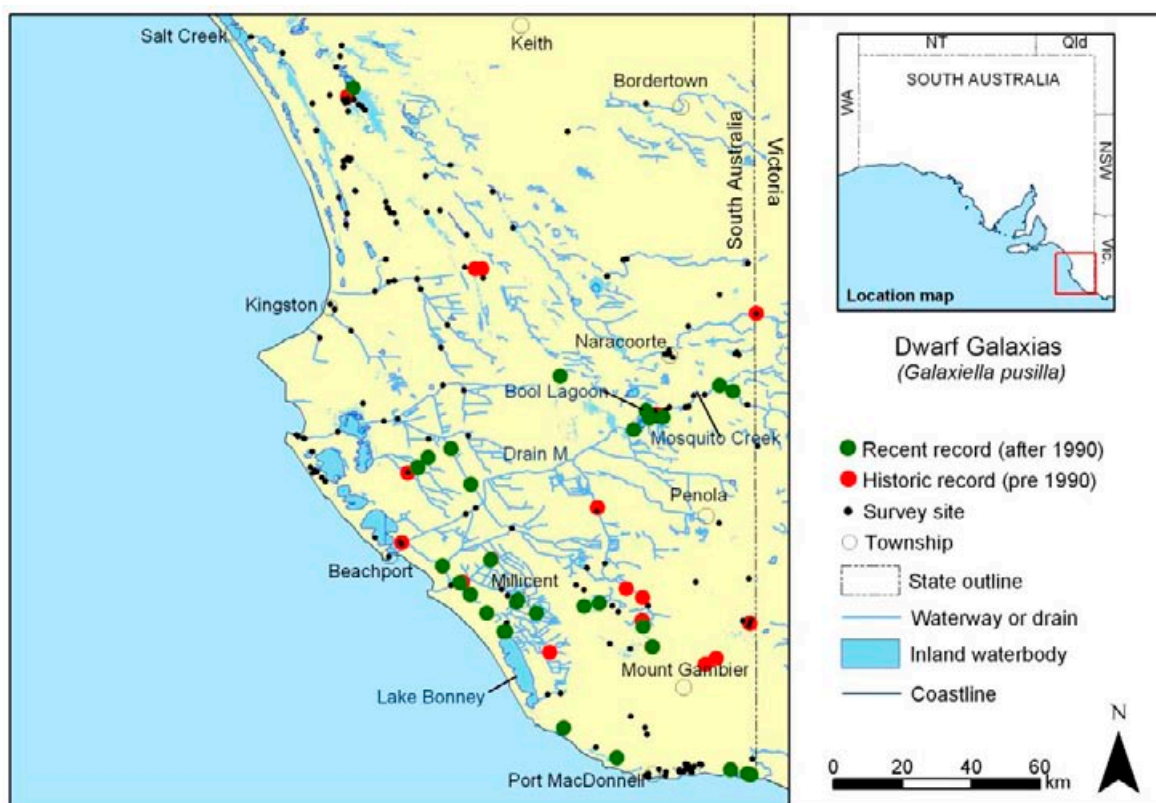 Salt Creek
Keith
Bordertown
South Australia
Victoria
Kingston
Naracoorte
Bool Lagoon
Mosquito Creek
Drain M
Penola
Beachport
Millicent
Mount Gambier
Lake Bonney
Port MacDonnell
NT
Qld
SOUTH AUSTRALIA
WA
NSW
Vic.
Location map
Dwarf Galaxias
(Galaxiella pusilla)
Recent record (after 1990)
Historic record (pre 1990)
Survey site
Township
State outline
Waterway or drain
Inland waterbody
Coastline
N
0 20 40 60
km